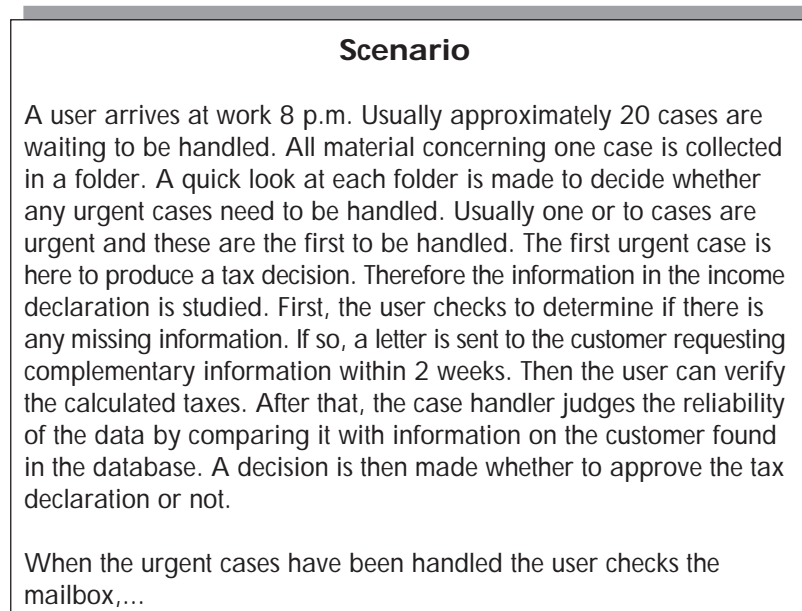 Scenario
A user arrives at work 8 p.m. Usually approximately 20 cases are
waiting to be handled. All material concerning one case is collected
in a folder. A quick look at each folder is made to decide whether
any urgent cases need to be handled. Usually one or to cases are
urgent and these are the first to be handled. The first urgent case is
here to produce a tax decision. Therefore the information in the income
declaration is studied. First, the user checks to determine if there is
any missing information. If so, a letter is sent to the customer requesting
complementary information within 2 weeks. Then the user can verify
the calculated taxes. After that, the case handler judges the reliability
of the data by comparing it with information on the customer found
in the database. A decision is then made whether to approve the tax
declaration or not.
When the urgent cases have been handled the user checks the
mailbox,...